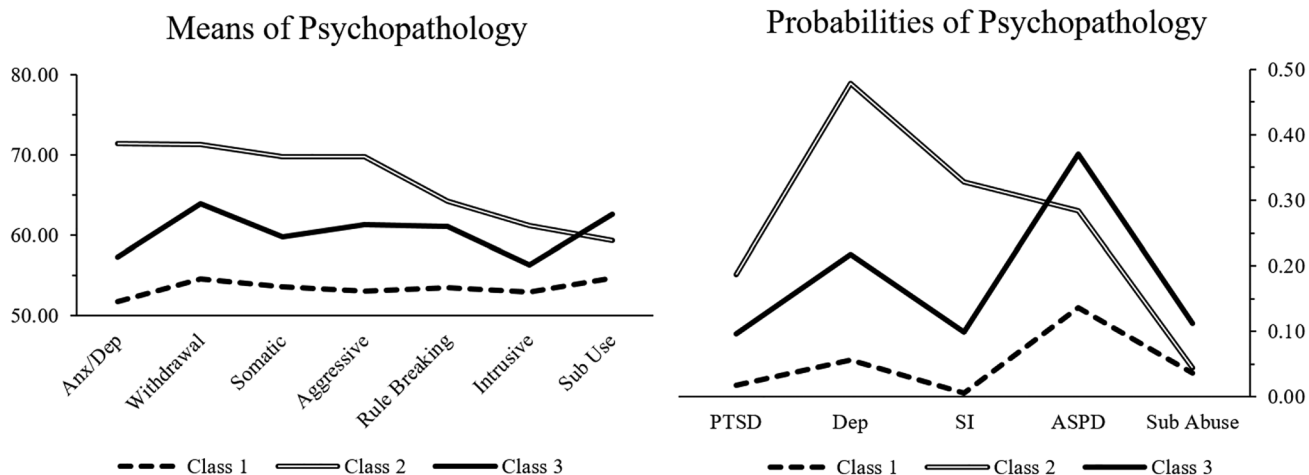 Means of Psychopathology
80.00
70.00
60.00
50.00
Anx/Dep
Withdrawal
Somatic
Aggressive
Rule Breaking
Intrusive
Sub Use
Class 1
Class 2
Class 3
Probabilities of Psychopathology
0.50
0.40
0.30
0.20
0.10
0.00
PTSD
Dep
SI
ASPD
Sub Abuse
Class 1
Class 2
Class 3